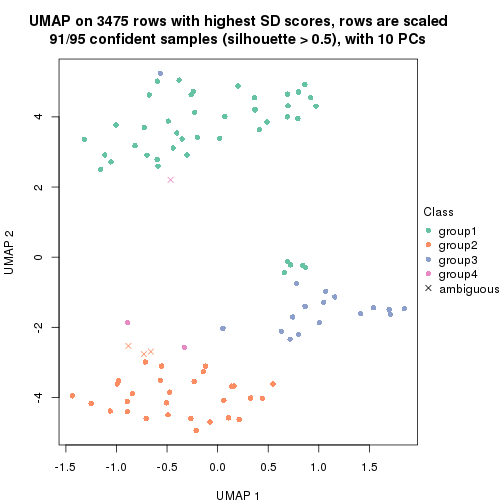 UMAP on 3475 rows with highest SD scores, rows are scaled
91/95 confident samples (silhouette > 0.5), with 10 PCs
4
2
0
-2
-4
UMAP 2
-1.5 -1.0 -0.5 0.0 0.5 1.0 1.5
UMAP 1
Class
group1
group2
group3
group4
ambiguous